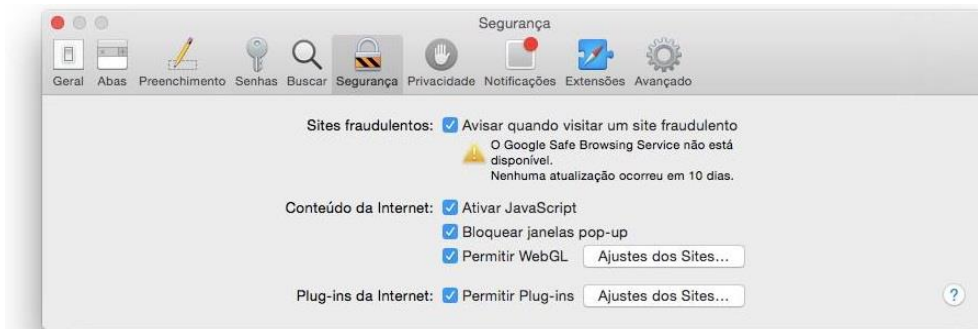 Segurança
Geral Abas Preenchimento Senhas Buscar Segurança Privacidade Notificações Extensões Avançado
Sites fraudulentos: Avisar quando visitar um site fraudulento
O Google Safe Browsing Service não está
disponível.
Nenhuma atualização ocorreu em 10 dias.
Conteúdo da Internet: Ativar JavaScript
Bloquear janelas pop-up
Permitir WebGL Ajustes dos Sites...
Plug-ins da Internet: Permitir Plug-ins Ajustes dos Sites... ?